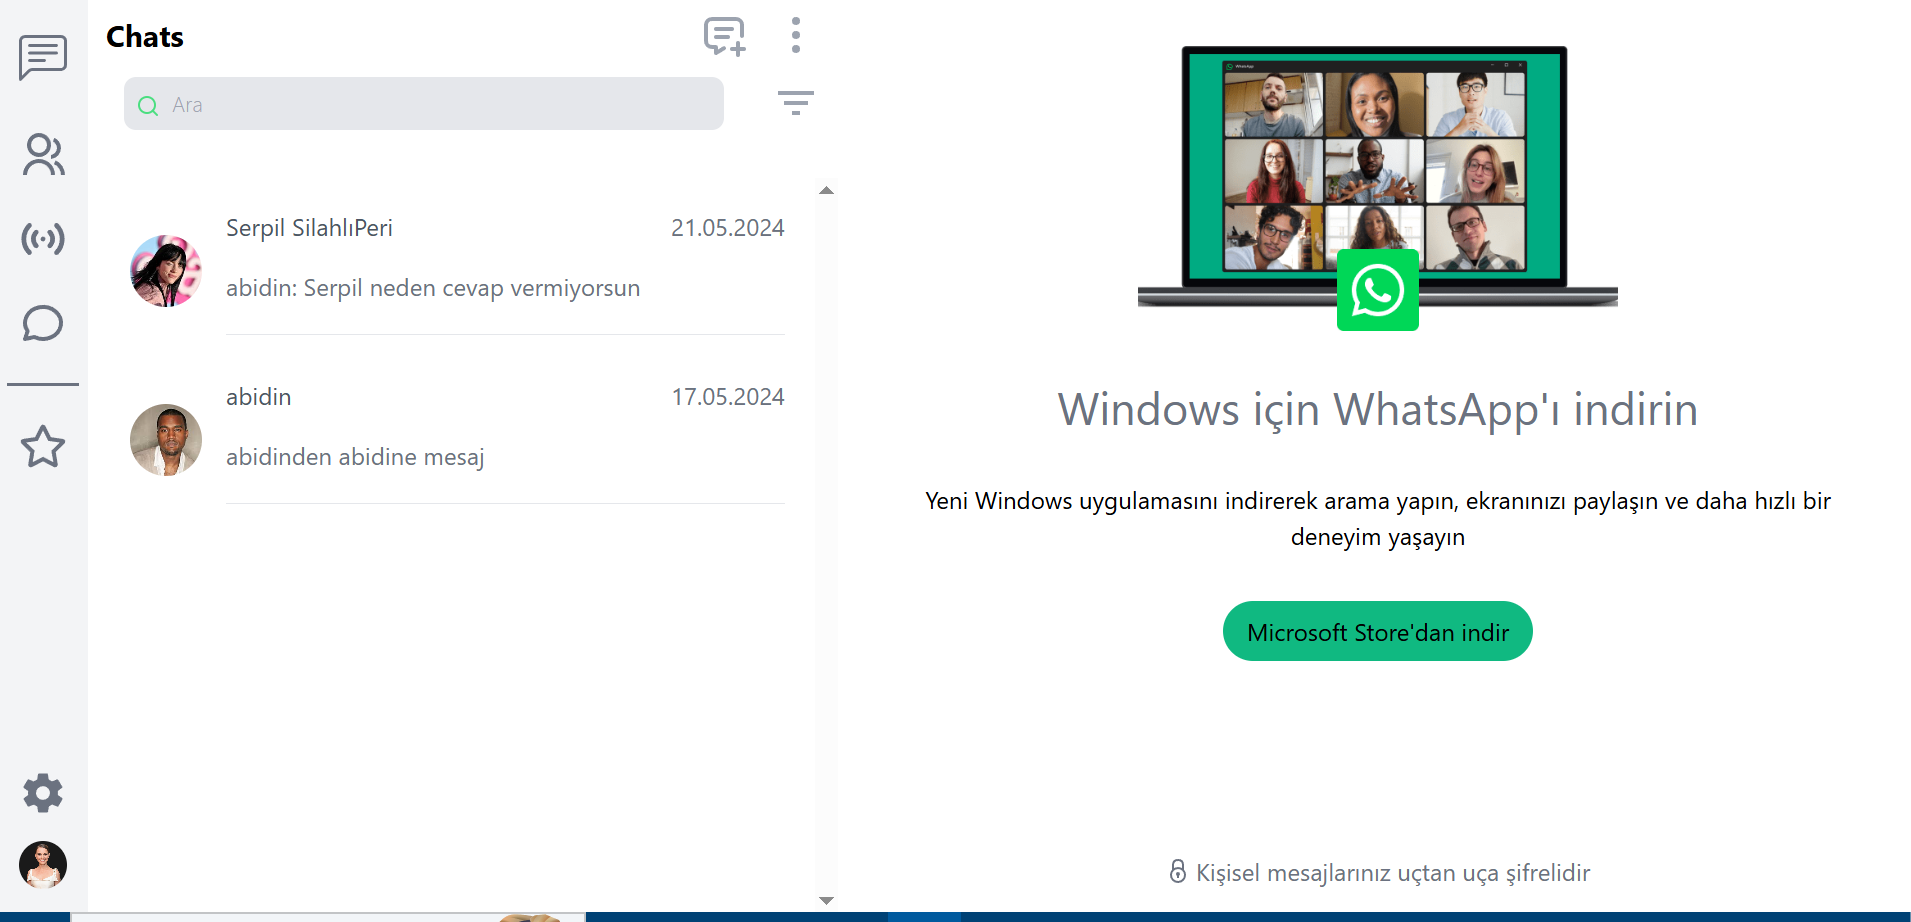 Chats
Ara
Serpil SilahlıPeri
21.05.2024
abidin: Serpil neden cevap vermiyorsun
abidin
17.05.2024
abidinden abidine mesaj
WhatsApp
Windows için WhatsApp'ı indirin
Yeni Windows uygulamasını indirerek arama yapın, ekranınızı paylaşın ve daha hızlı bir
deneyim yaşayın
Microsoft Store'dan indir
Kişisel mesajlarınız uçtan uca şifrelidir